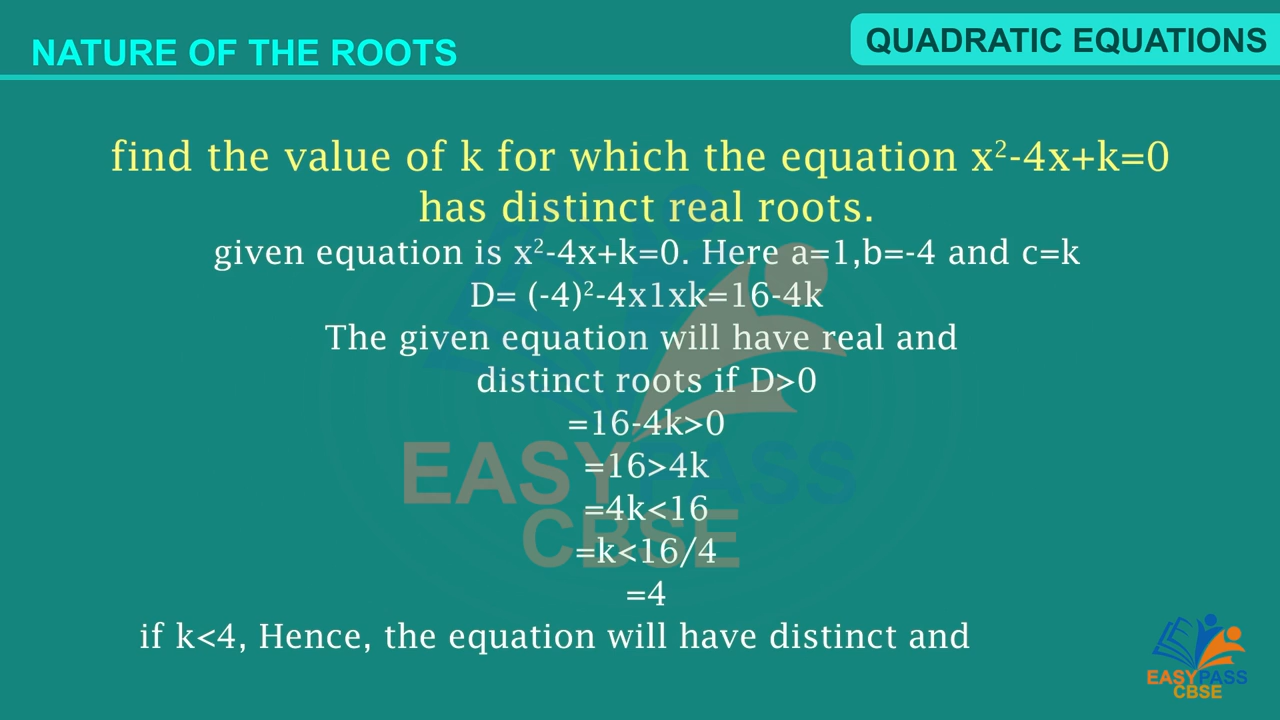 NATURE OF THE ROOTS
QUADRATIC EQUATIONS
find the value of k for which the equation x²-4x+k=0
has distinct real roots.
given equation is x²-4x+k=0. Here a=1,b=-4 and c=k
D= (-4)²-4x1xk=16-4k
The given equation will have real and
distinct roots if D>0
=16-4k>0
=16>4k
=4k<16
=k<16/4
=4
if k<4, Hence, the equation will have distinct and
EASYPASS
CBSE
EASYPASS
CBSE